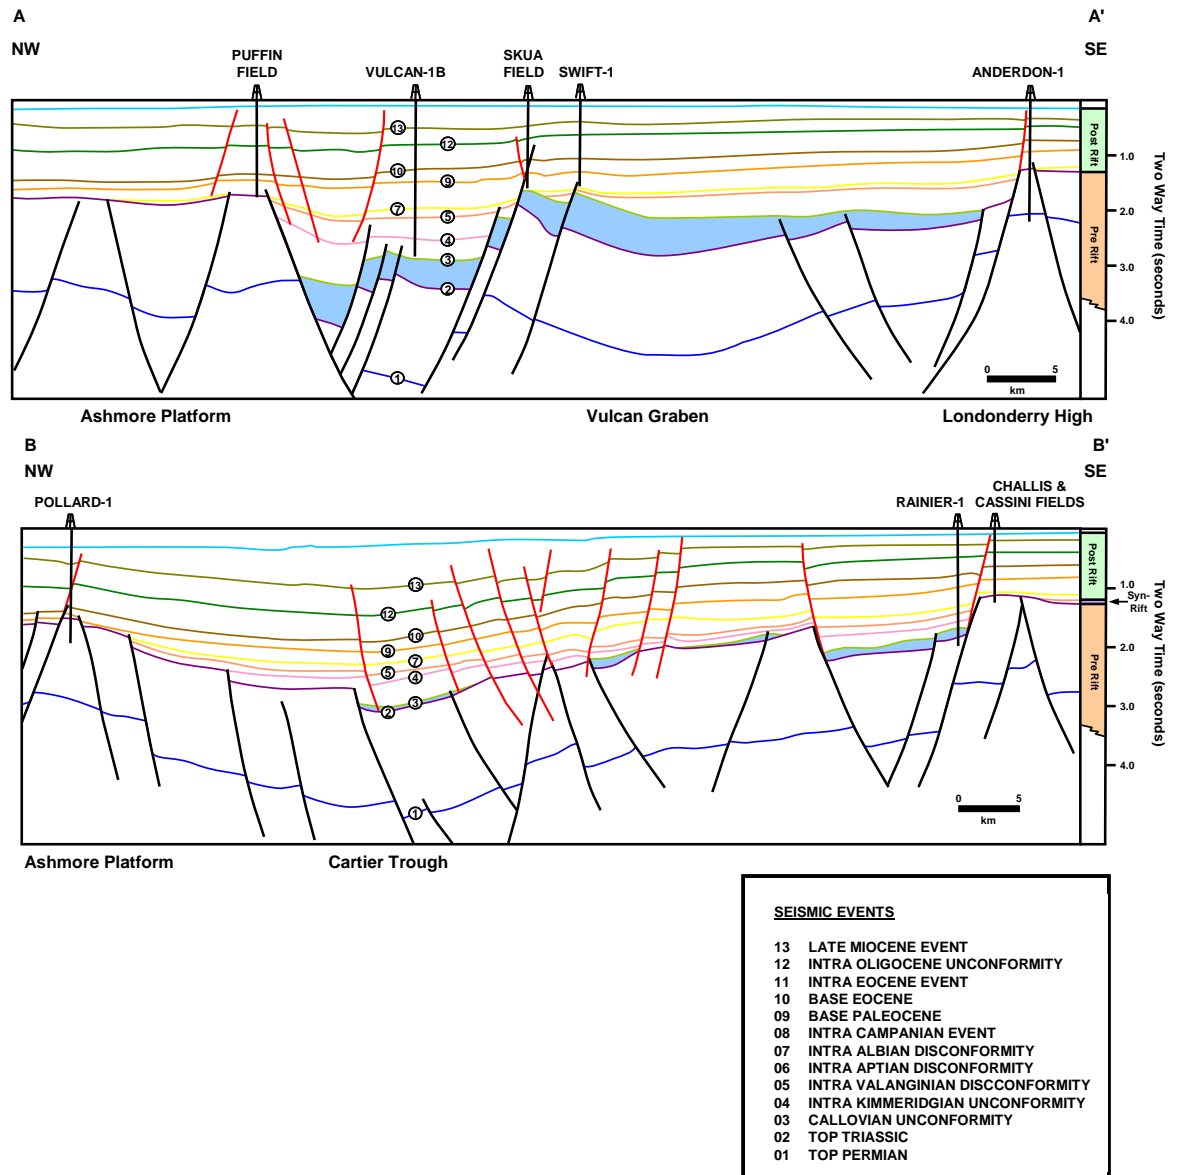 A
A'
NW
SE
PUFFIN
FIELD
VULCAN-1B
SKUA
FIELD
SWIFT-1
ANDERDON-1
13
12
10
9
7
5
4
3
2
1
Post Rift
Pre Rift
1.0
2.0
3.0
4.0
Two Way Time (seconds)
0
5
km
Ashmore Platform
Vulcan Graben
Londonderry High
B
B'
NW
SE
POLLARD-1
RAINIER-1
CHALLIS &
CASSINI FIELDS
13
12
10
9
7
5
4
3
2
1
Post Rift
Syn-
Rift
Pre Rift
1.0
2.0
3.0
4.0
Two Way Time (seconds)
0
5
km
Ashmore Platform
Cartier Trough
SEISMIC EVENTS
13 LATE MIOCENE EVENT
12 INTRA OLIGOCENE UNCONFORMITY
11 INTRA EOCENE EVENT
10 BASE EOCENE
09 BASE PALEOCENE
08 INTRA CAMPANIAN EVENT
07 INTRA ALBIAN DISCONFORMITY
06 INTRA APTIAN DISCONFORMITY
05 INTRA VALANGINIAN DISCCONFORMITY
04 INTRA KIMMERIDGIAN UNCONFORMITY
03 CALLOVIAN UNCONFORMITY
02 TOP TRIASSIC
01 TOP PERMIAN